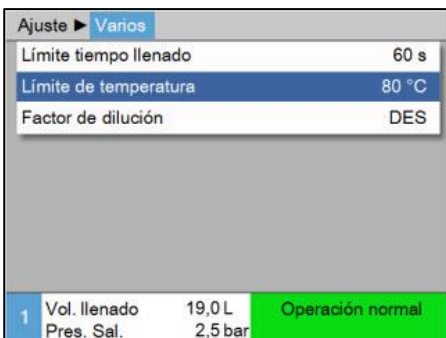 Ajuste ► Varios
Límite tiempo llenado 60 s
Límite de temperatura 80 °C
Factor de dilución DES
1 Vol. llenado 19,0 L Operación normal
Pres. Sal. 2,5 bar